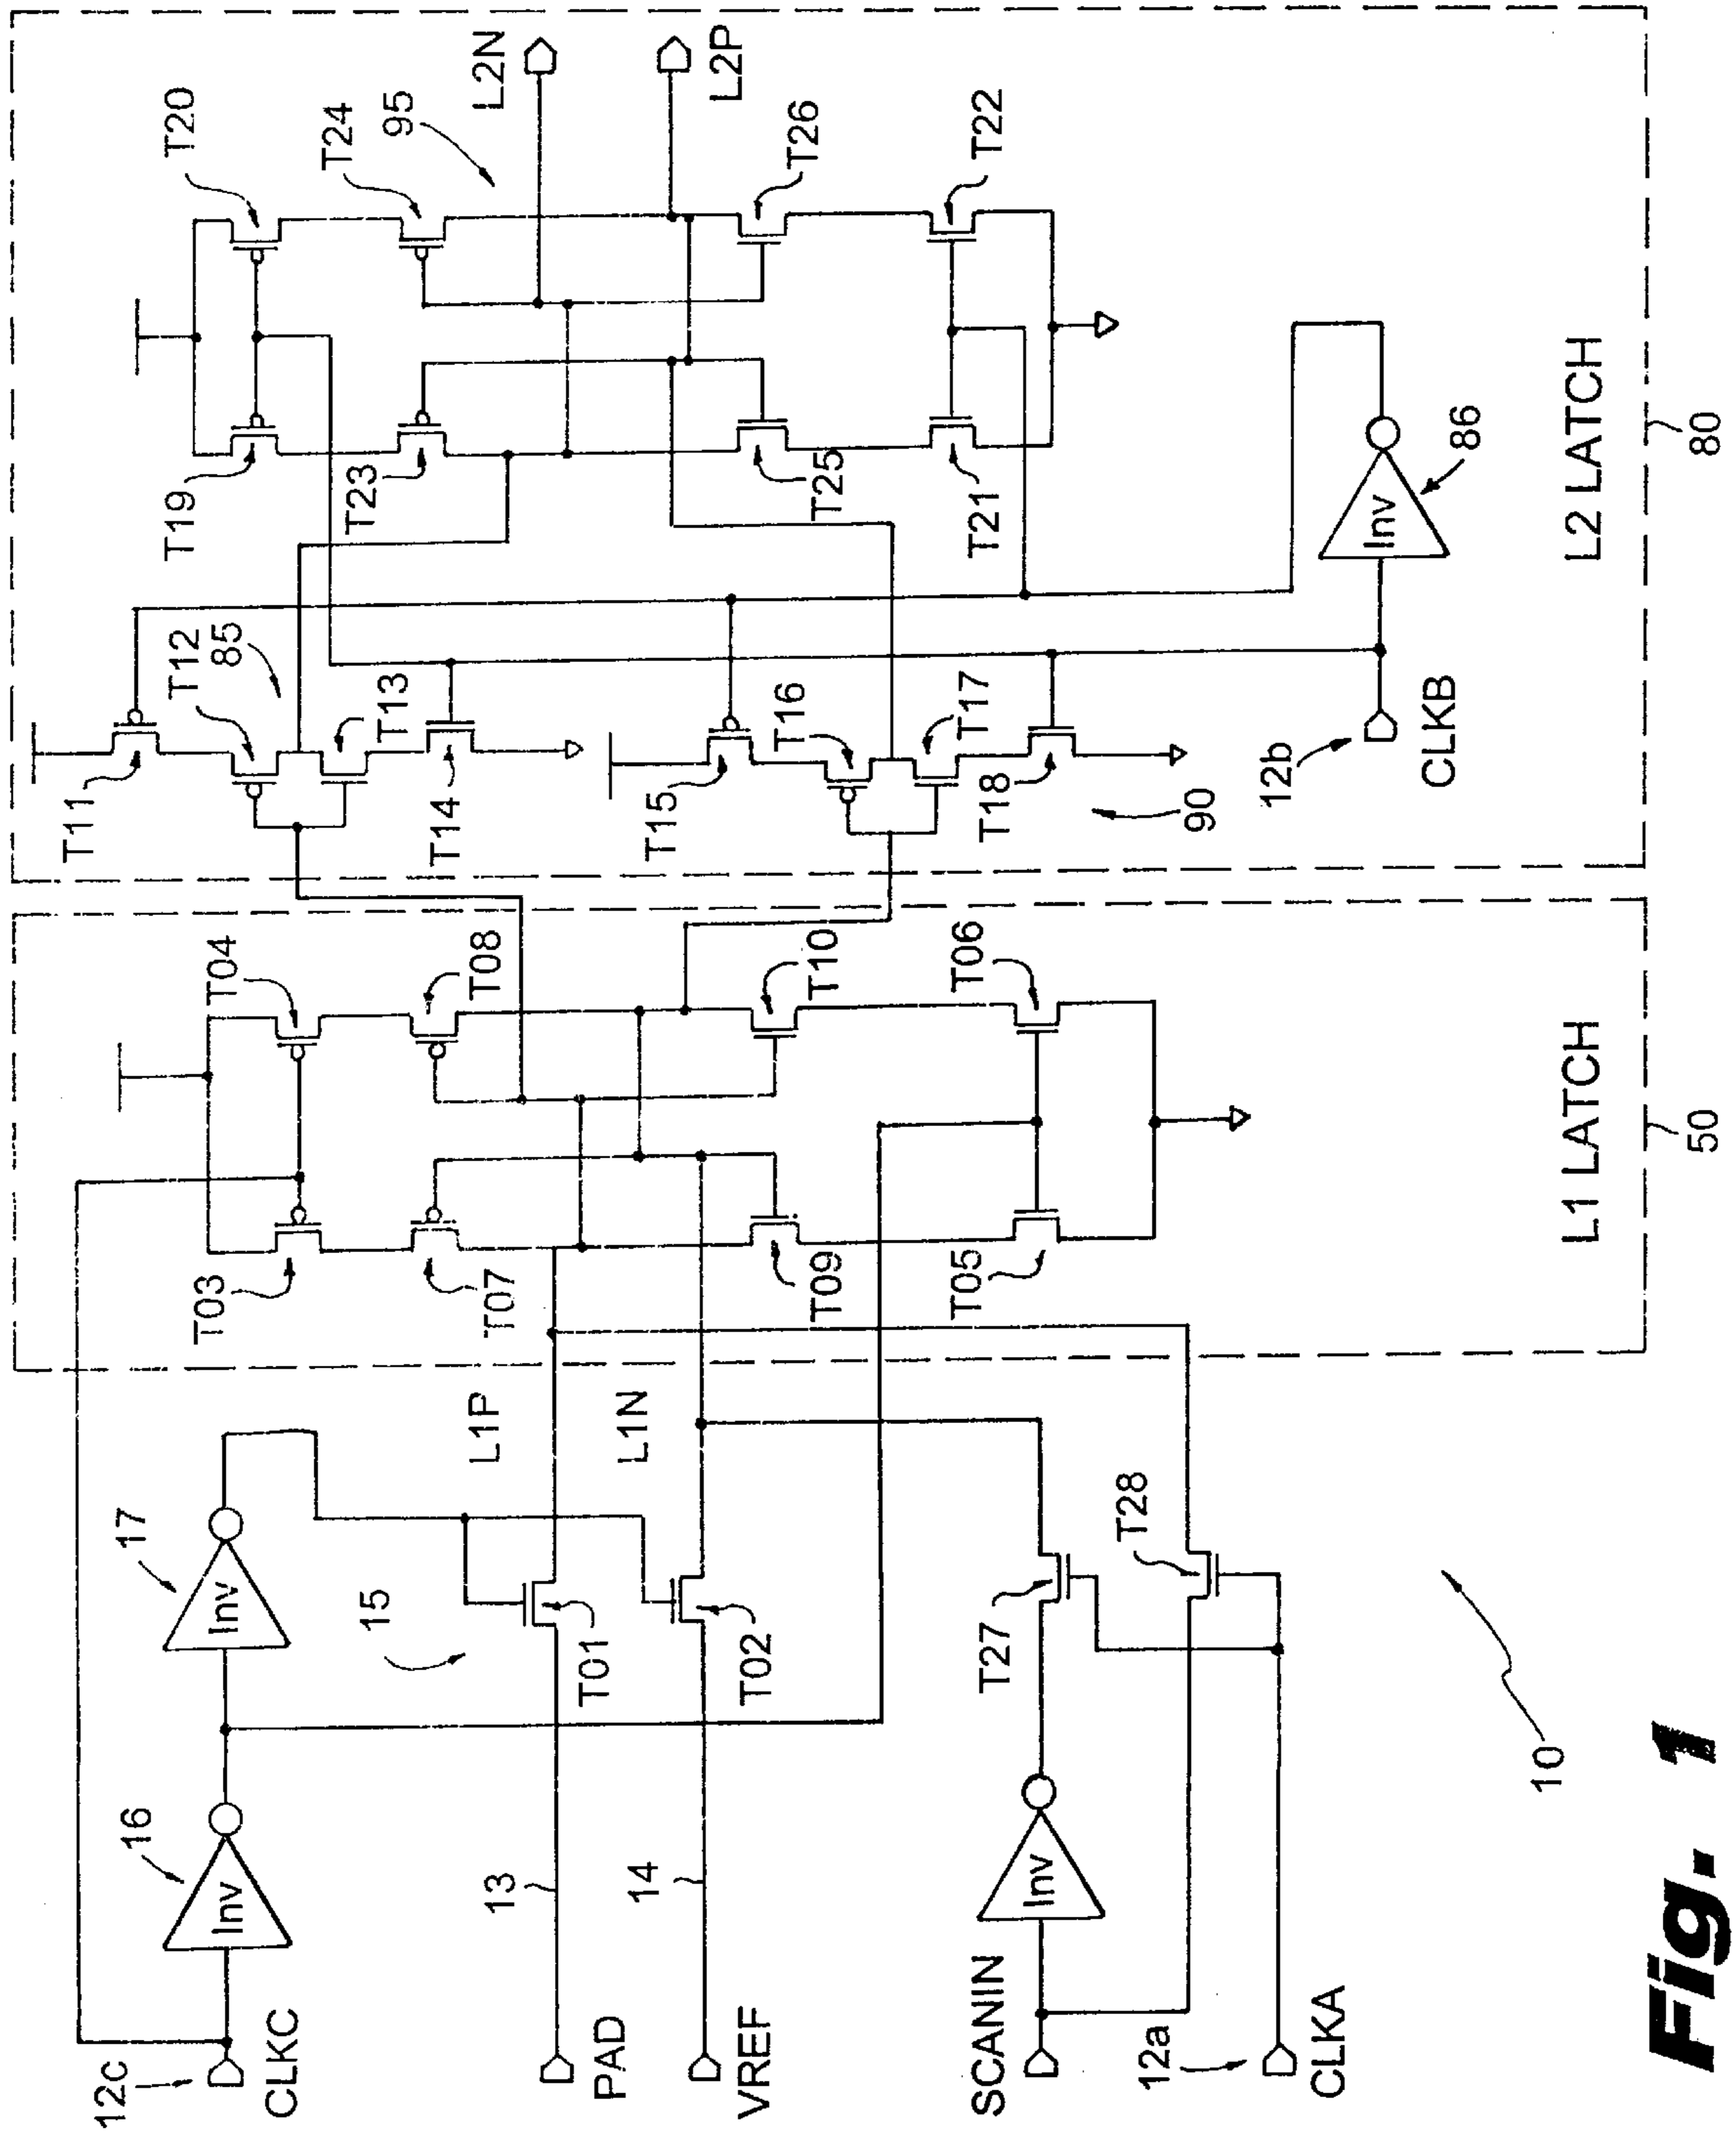 12c
CLKC
16
Inv
17
Inv
PAD
13
VREF
14
15
T01
T02
L1P
L1N
SCANIN
Inv
12a
CLKA
T27
T28
10
T03
T04
T07
T08
T09
T10
T05
T06
L1 LATCH
50
T11
T12
85
T13
T14
T15
T16
T17
T18
90
12b
CLKB
Inv
86
T19
T20
T23
T24
95
T25
T26
T21
T22
L2N
L2P
L2 LATCH
80
Fig. 1